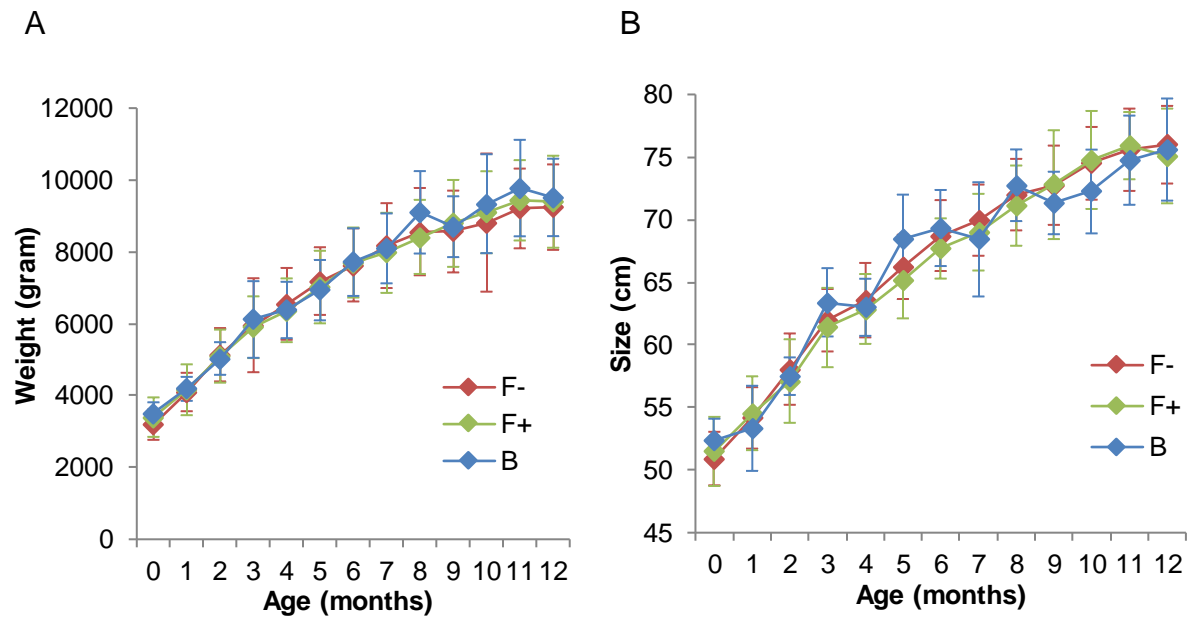 A
12000
10000
8000
6000
4000
2000
0
Weight (gram)
F-
F+
B
0 1 2 3 4 5 6 7 8 9 10 11 12
Age (months)
B
80
75
70
65
60
55
50
45
Size (cm)
F-
F+
B
0 1 2 3 4 5 6 7 8 9 10 11 12
Age (months)